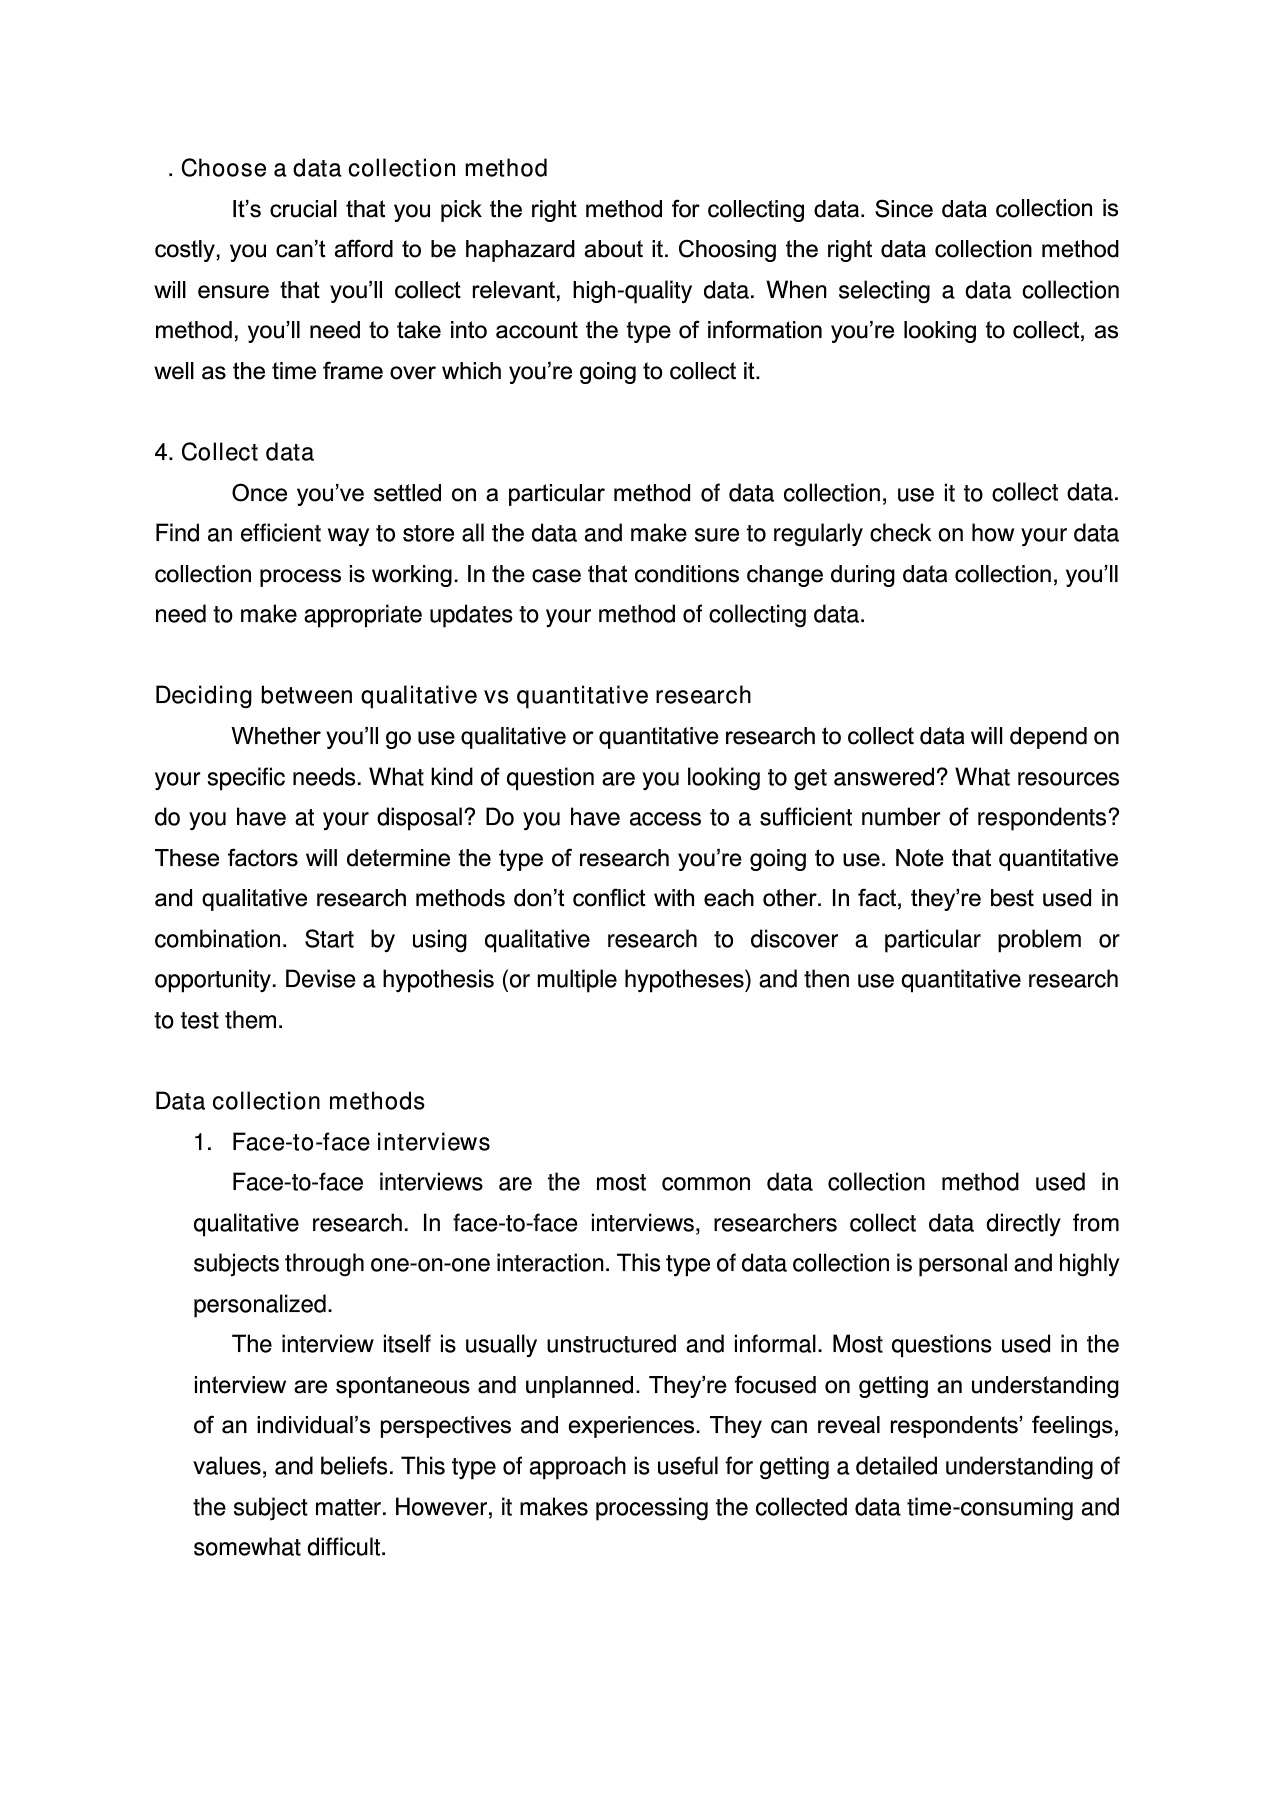 . Choose a data collection method
It’s crucial that you pick the right method for collecting data. Since data collection is
costly, you can’t afford to be haphazard about it. Choosing the right data collection method
will ensure that you’ll collect relevant, high-quality data. When selecting a data collection
method, you’ll need to take into account the type of information you’re looking to collect, as
well as the time frame over which you’re going to collect it.
4. Collect data
Once you’ve settled on a particular method of data collection, use it to collect data.
Find an efficient way to store all the data and make sure to regularly check on how your data
collection process is working. In the case that conditions change during data collection, you’ll
need to make appropriate updates to your method of collecting data.
Deciding between qualitative vs quantitative research
Whether you’ll go use qualitative or quantitative research to collect data will depend on
your specific needs. What kind of question are you looking to get answered? What resources
do you have at your disposal? Do you have access to a sufficient number of respondents?
These factors will determine the type of research you’re going to use. Note that quantitative
and qualitative research methods don’t conflict with each other. In fact, they’re best used in
combination. Start by using qualitative research to discover a particular problem or
opportunity. Devise a hypothesis (or multiple hypotheses) and then use quantitative research
to test them.
Data collection methods
1. Face-to-face interviews
Face-to-face interviews are the most common data collection method used in
qualitative research. In face-to-face interviews, researchers collect data directly from
subjects through one-on-one interaction. This type of data collection is personal and highly
personalized.
The interview itself is usually unstructured and informal. Most questions used in the
interview are spontaneous and unplanned. They’re focused on getting an understanding
of an individual’s perspectives and experiences. They can reveal respondents’ feelings,
values, and beliefs. This type of approach is useful for getting a detailed understanding of
the subject matter. However, it makes processing the collected data time-consuming and
somewhat difficult.